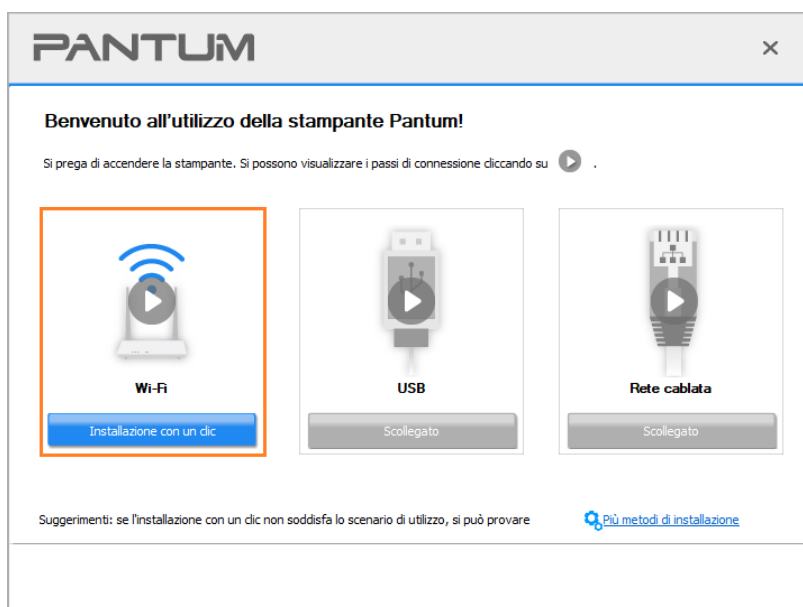 PANTUM
Benvenuto all'utilizzo della stampante Pantum!
Si prega di accendere la stampante. Si possono visualizzare i passi di connessione cliccando su .
Wi-Fi
USB
Rete cablata
Installazione con un clic
Scollegato
Scollegato
Suggerimenti: se l'installazione con un clic non soddisfa lo scenario di utilizzo, si può provare Più metodi di installazione